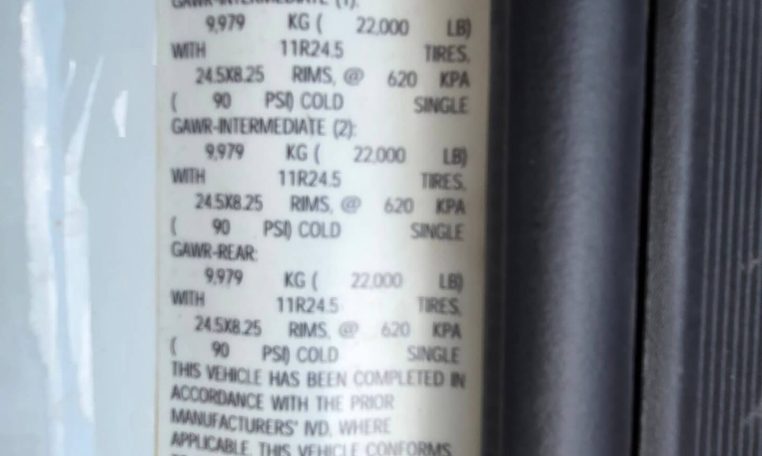 GAWR-INTERMEDIATE (1):
9,979 KG ( 22,000 LB)
WITH 11R24.5 TIRES,
24.5X8.25 RIMS, @ 620 KPA
( 90 PSI) COLD SINGLE
GAWR-INTERMEDIATE (2):
9,979 KG ( 22,000 LB)
WITH 11R24.5 TIRES,
24.5X8.25 RIMS, @ 620 KPA
( 90 PSI) COLD SINGLE
GAWR-REAR:
9,979 KG ( 22,000 LB)
WITH 11R24.5 TIRES,
24.5X8.25 RIMS, @ 620 KPA
( 90 PSI) COLD SINGLE
THIS VEHICLE HAS BEEN COMPLETED IN
ACCORDANCE WITH THE PRIOR
MANUFACTURERS' IVD, WHERE
APPLICABLE. THIS VEHICLE CONFORMS